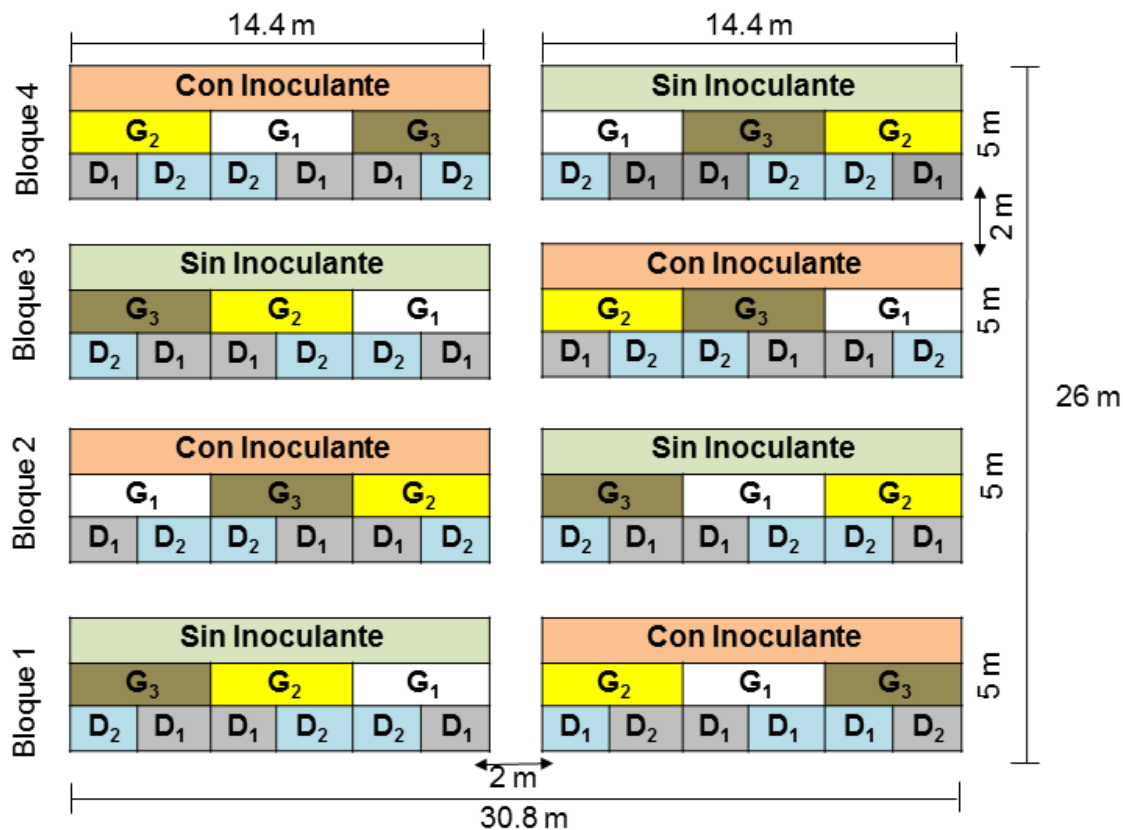 14.4 m 14.4 m
Bloque 4
Con Inoculante Sin Inoculante
G₂ G₁ G₃ G₁ G₃ G₂
D₁ D₂ D₂ D₁ D₁ D₂ D₂ D₁ D₁ D₂ D₂ D₁
5 m
2 m
Bloque 3
Sin Inoculante Con Inoculante
G₃ G₂ G₁ G₂ G₃ G₁
D₂ D₁ D₁ D₂ D₂ D₁ D₁ D₂ D₂ D₁ D₁ D₂
5 m
26 m
Bloque 2
Con Inoculante Sin Inoculante
G₁ G₃ G₂ G₃ G₁ G₂
D₁ D₂ D₂ D₁ D₁ D₂ D₂ D₁ D₁ D₂ D₂ D₁
5 m
Bloque 1
Sin Inoculante Con Inoculante
G₃ G₂ G₁ G₂ G₁ G₃
D₂ D₁ D₁ D₂ D₂ D₁ D₁ D₂ D₁ D₁ D₁ D₂
5 m
2 m
30.8 m